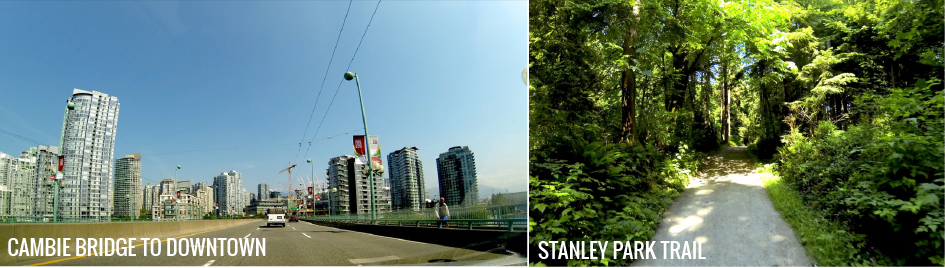 CAMBIE BRIDGE TO DOWNTOWN
STANLEY PARK TRAIL